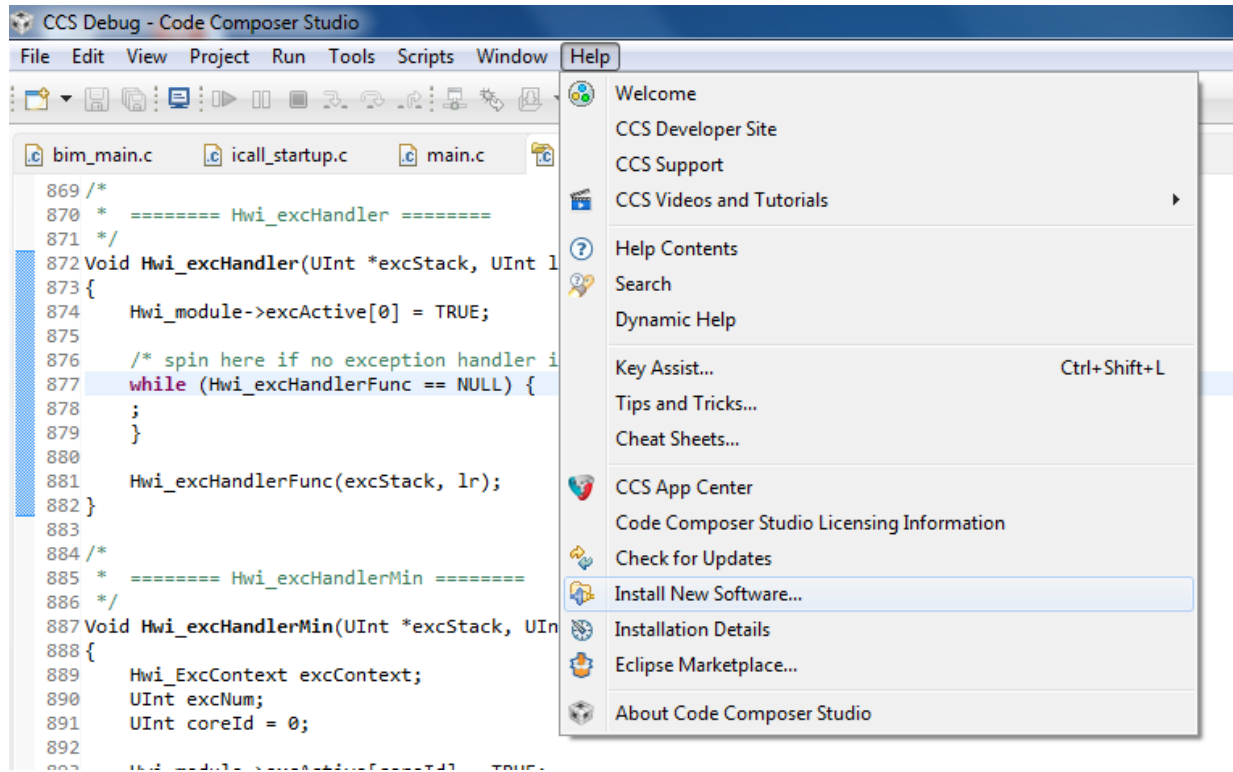 CCS Debug - Code Composer Studio
File Edit View Project Run Tools Scripts Window Help
bim_main.c icall_startup.c main.c
869 /*
870  *  ======== Hwi_excHandler ========
871  */
872 Void Hwi_excHandler(UInt *excStack, UInt l
873 {
874     Hwi_module->excActive[0] = TRUE;
875
876     /* spin here if no exception handler i
877     while (Hwi_excHandlerFunc == NULL) {
878     ;
879     }
880
881     Hwi_excHandlerFunc(excStack, lr);
882 }
883
884 /*
885  *  ======== Hwi_excHandlerMin ========
886  */
887 Void Hwi_excHandlerMin(UInt *excStack, UIn
888 {
889     Hwi_ExcContext excContext;
890     UInt excNum;
891     UInt coreId = 0;
892
893     Hwi_module->excActive[coreId] = TRUE;
Welcome
CCS Developer Site
CCS Support
CCS Videos and Tutorials
Help Contents
Search
Dynamic Help
Key Assist... Ctrl+Shift+L
Tips and Tricks...
Cheat Sheets...
CCS App Center
Code Composer Studio Licensing Information
Check for Updates
Install New Software...
Installation Details
Eclipse Marketplace...
About Code Composer Studio